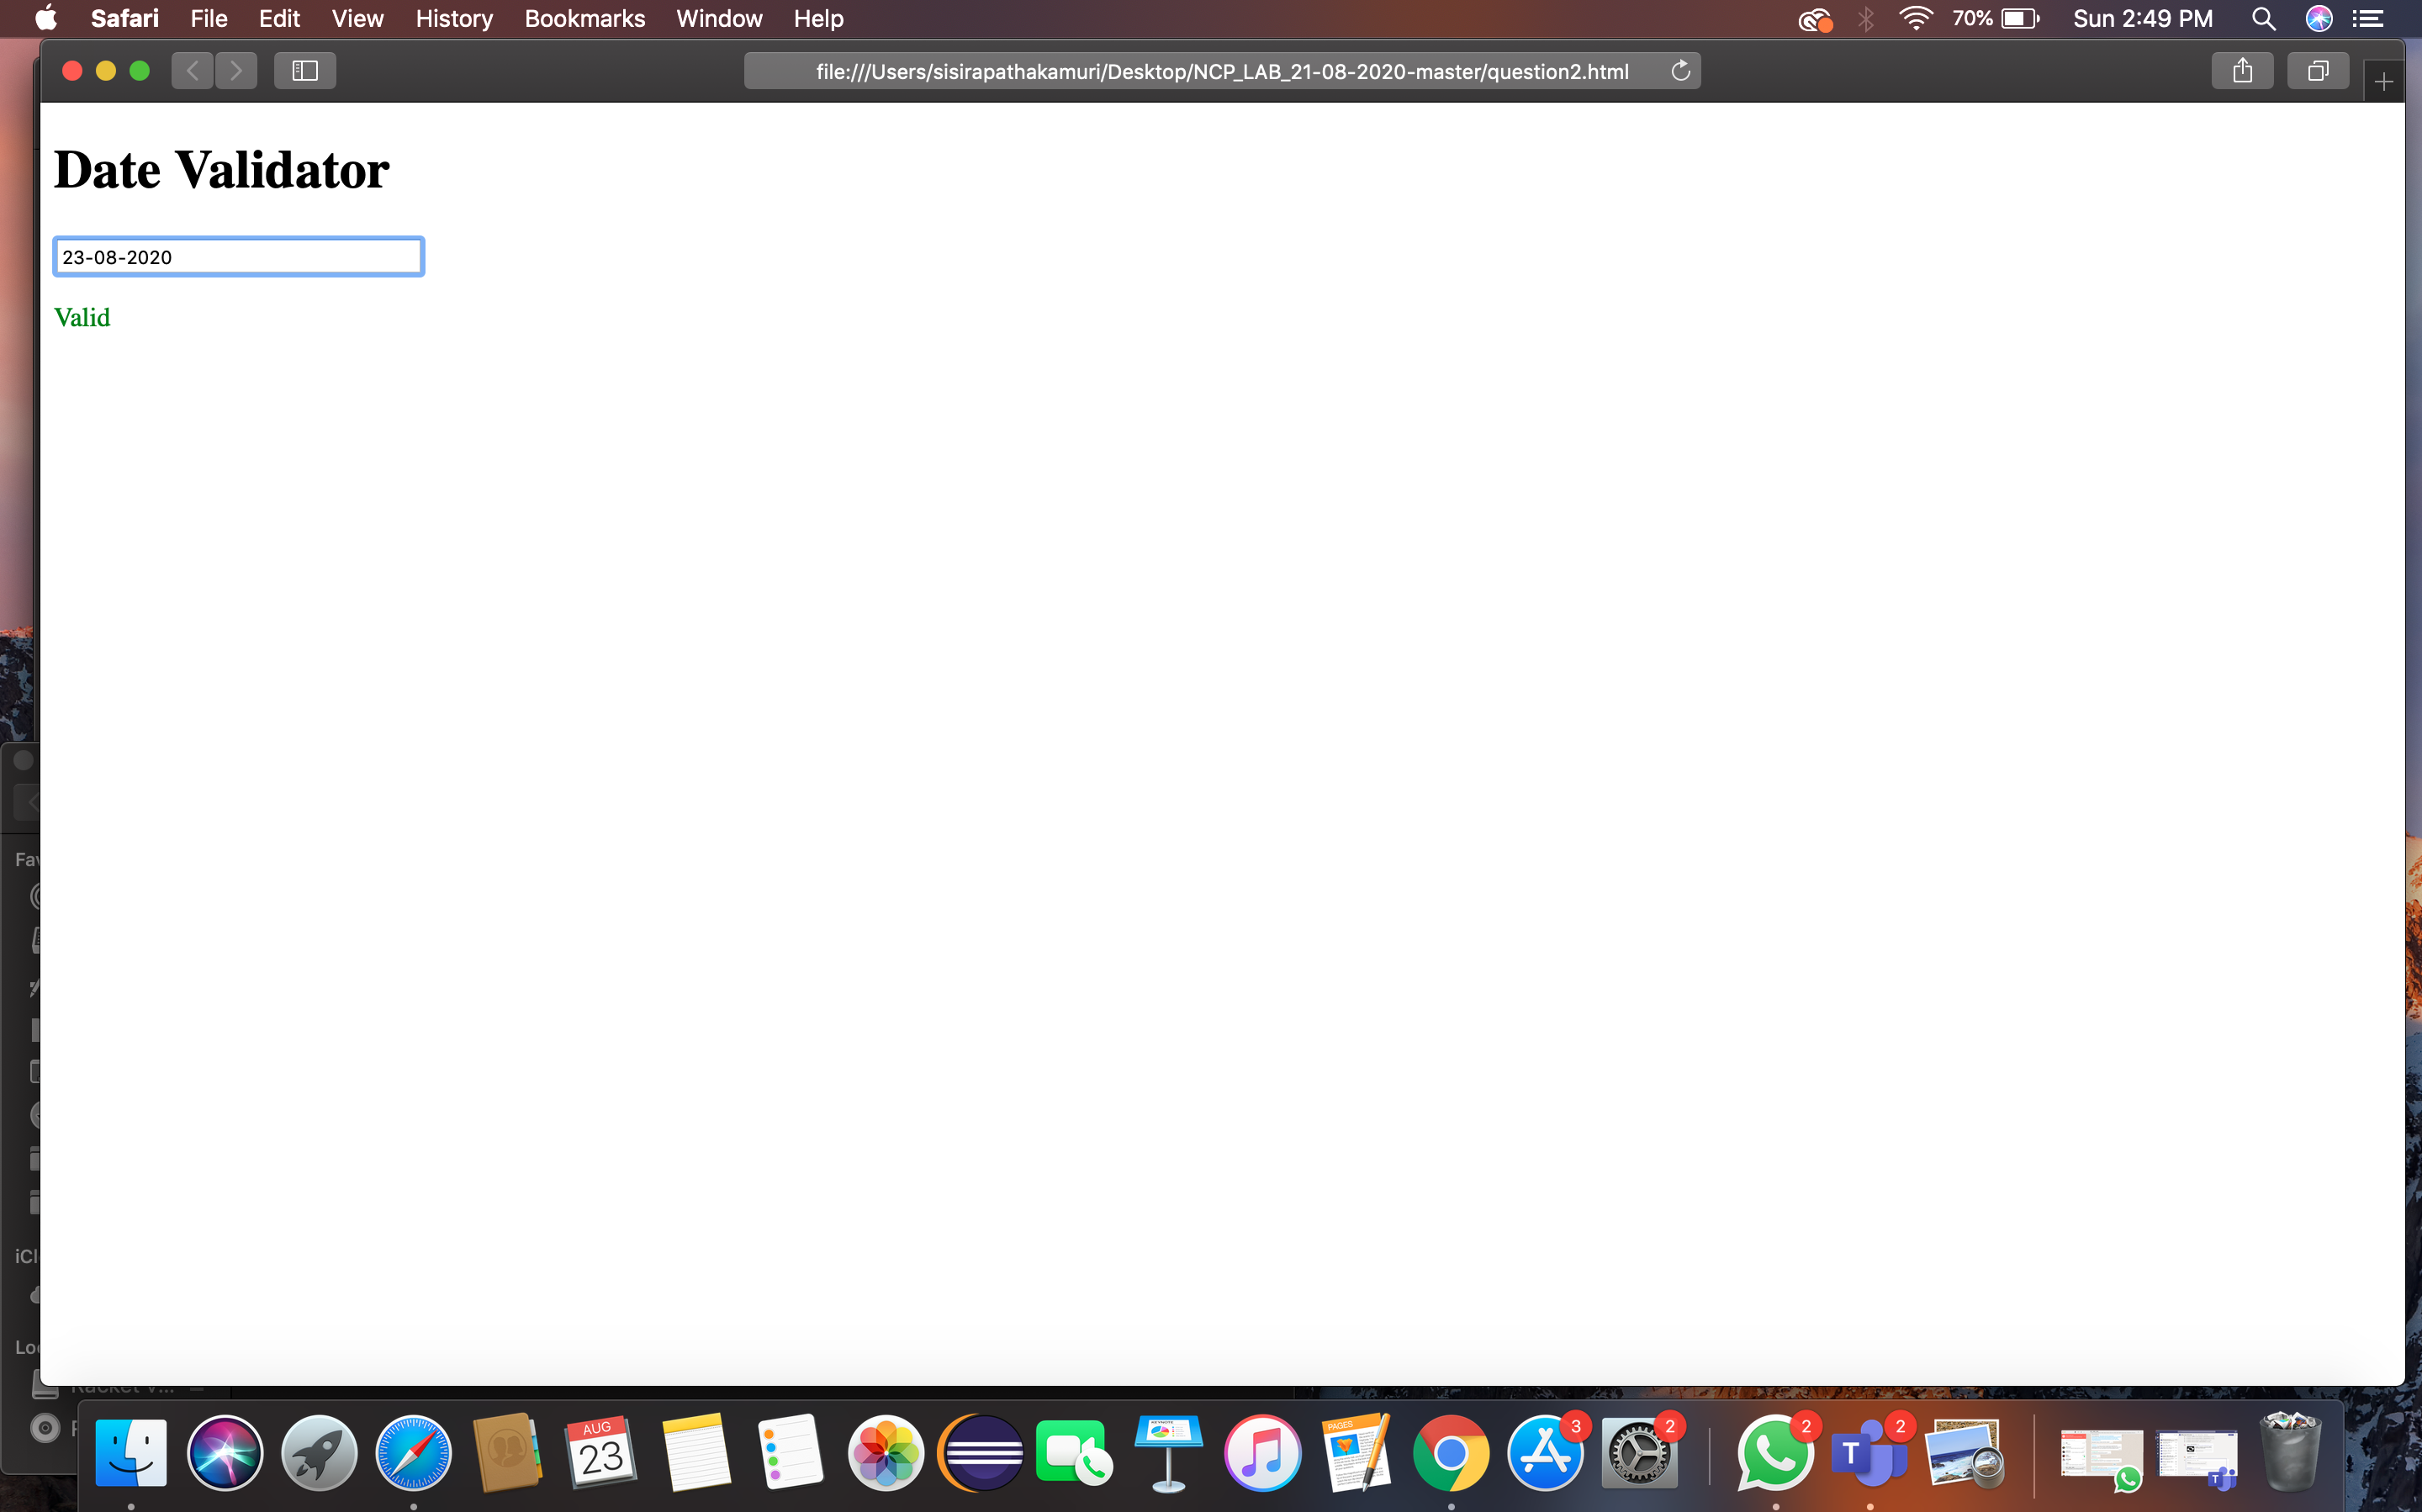 Safari File Edit View History Bookmarks Window Help 70% Sun 2:49 PM
file:///Users/sisirapathakamuri/Desktop/NCP_LAB_21-08-2020-master/question2.html
Date Validator
23-08-2020
Valid
Fav
iCl
Lo
AUG
23
PAGES
3
2
2
T
2